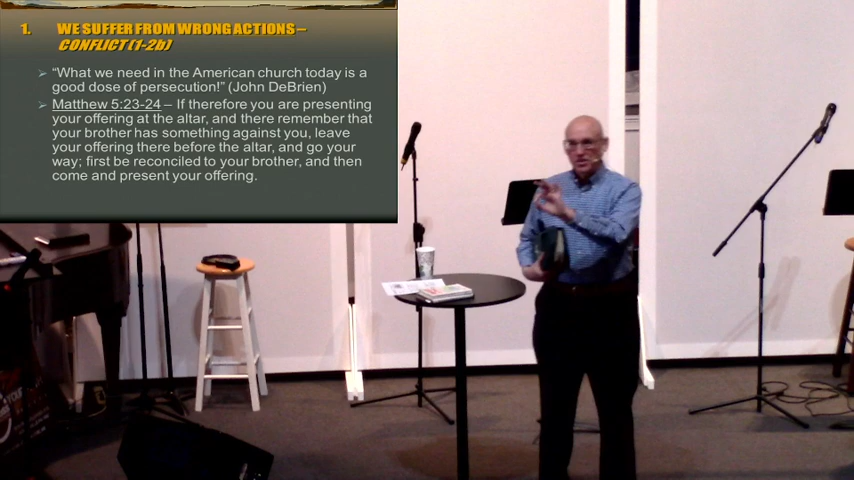 1. WE SUFFER FROM WRONG ACTIONS –
CONFLICT (1-2b)
➢ “What we need in the American church today is a
good dose of persecution!” (John DeBrien)
➢ Matthew 5:23-24 – If therefore you are presenting
your offering at the altar, and there remember that
your brother has something against you, leave
your offering there before the altar, and go your
way; first be reconciled to your brother, and then
come and present your offering.